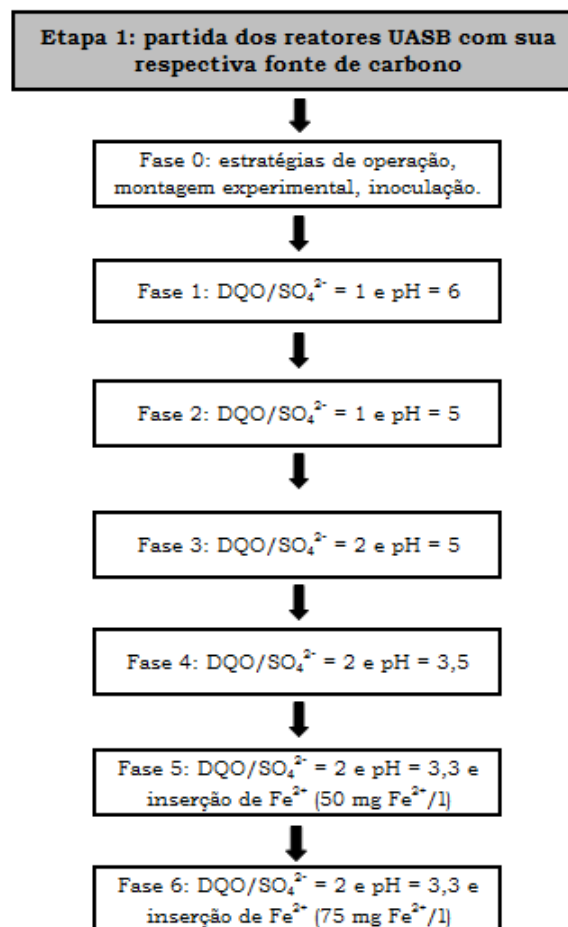 Etapa 1: partida dos reatores UASB com sua
respectiva fonte de carbono
Fase 0: estratégias de operação,
montagem experimental, inoculação.
Fase 1: DQO/SO₄²⁻ = 1 e pH = 6
Fase 2: DQO/SO₄²⁻ = 1 e pH = 5
Fase 3: DQO/SO₄²⁻ = 2 e pH = 5
Fase 4: DQO/SO₄²⁻ = 2 e pH = 3,5
Fase 5: DQO/SO₄²⁻ = 2 e pH = 3,3 e
inserção de Fe²⁺ (50 mg Fe²⁺/l)
Fase 6: DQO/SO₄²⁻ = 2 e pH = 3,3 e
inserção de Fe²⁺ (75 mg Fe²⁺/l)